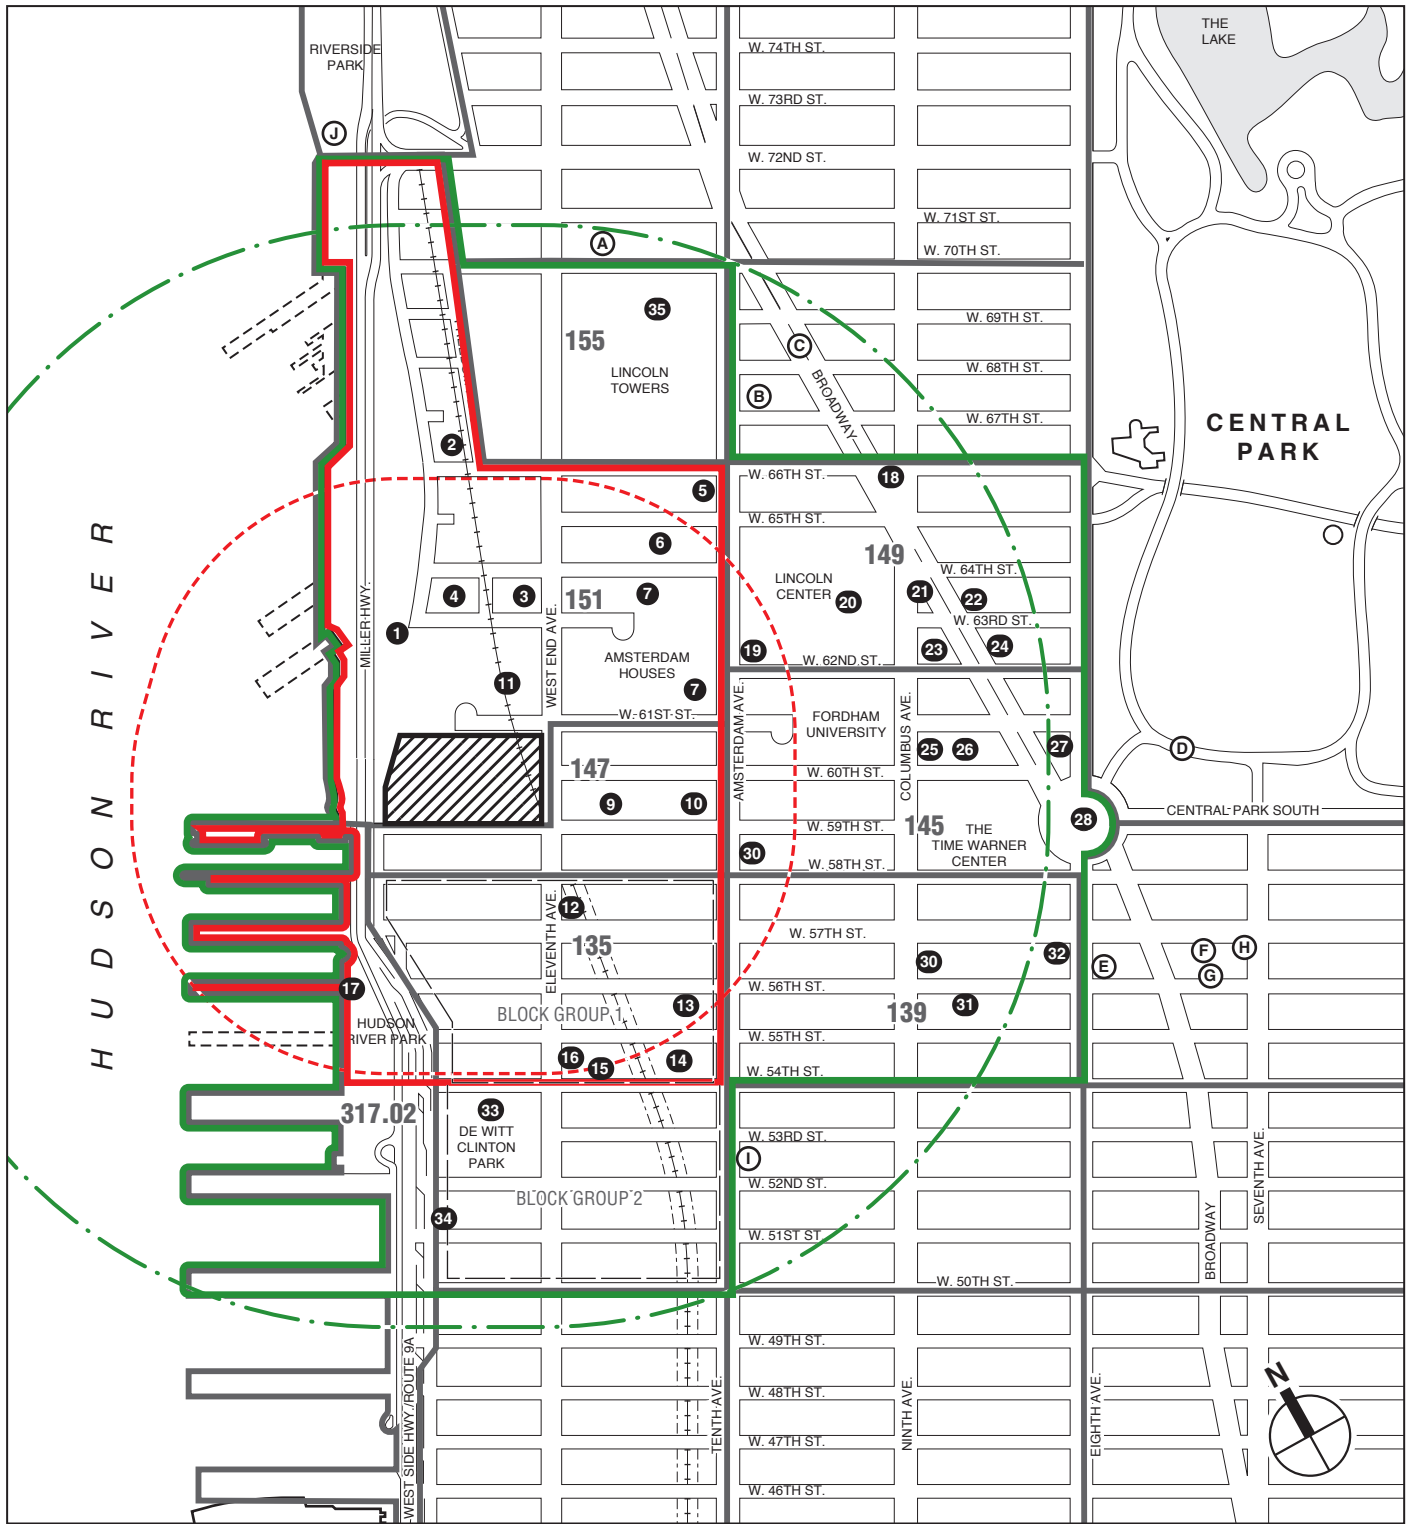 THE
LAKE
RIVERSIDE
PARK
W. 74TH ST.
W. 73RD ST.
J
W. 72ND ST.
W. 71ST ST.
A
W. 70TH ST.
35
W. 69TH ST.
155
C
LINCOLN
TOWERS
W. 68TH ST.
B
BROADWAY
W. 67TH ST.
CENTRAL
PARK
2
W. 66TH ST.
18
5
W. 65TH ST.
6
149
W. 64TH ST.
LINCOLN
CENTER
4
3
151
7
20
21
22
W. 63RD ST.
HUDSON RIVER
MILLER HWY.
1
WEST END AVE.
AMSTERDAM
HOUSES
19
W. 62ND ST.
23
24
11
7
W. 61ST ST.
AMSTERDAM AVE.
FORDHAM
UNIVERSITY
COLUMBUS AVE.
25
26
27
D
147
W. 60TH ST.
9
10
CENTRAL PARK SOUTH
W. 59TH ST.
145
THE
TIME WARNER
CENTER
28
30
W. 58TH ST.
ELEVENTH AVE.
12
W. 57TH ST.
135
30
32
E
F
G
H
17
W. 56TH ST.
13
31
BLOCK GROUP 1
139
HUDSON
RIVER PARK
W. 55TH ST.
16
15
14
W. 54TH ST.
317.02
33
DE WITT
CLINTON
PARK
W. 53RD ST.
I
SEVENTH AVE.
W. 52ND ST.
BLOCK GROUP 2
34
BROADWAY
W. 51ST ST.
W. 50TH ST.
WEST SIDE HWY./ROUTE 9A
W. 49TH ST.
N
TENTH AVE.
NINTH AVE.
EIGHTH AVE.
W. 48TH ST.
W. 47TH ST.
W. 46TH ST.